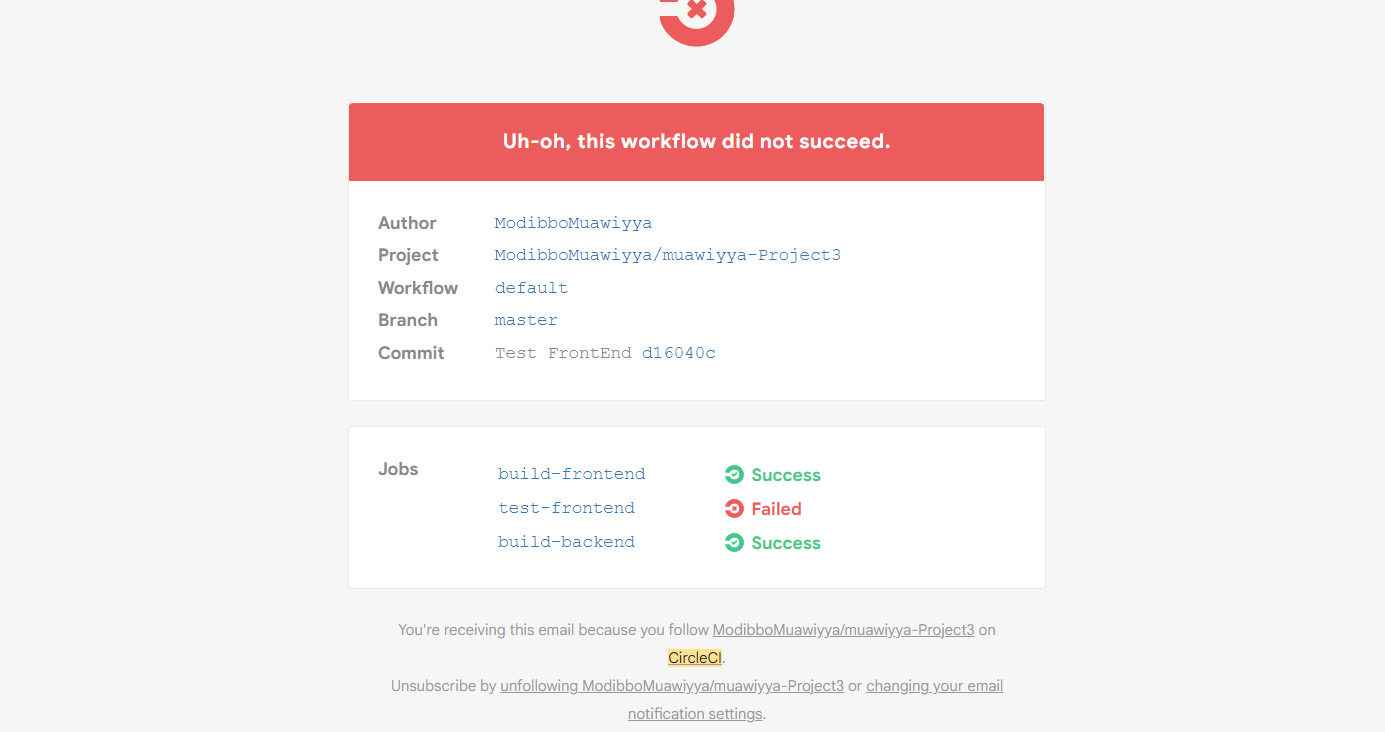 Uh-oh, this workflow did not succeed.
Author ModibboMuawiyya
Project ModibboMuawiyya/muawiyya-Project3
Workflow default
Branch master
Commit Test FrontEnd d16040c
Jobs build-frontend Success
test-frontend Failed
build-backend Success
You're receiving this email because you follow ModibboMuawiyya/muawiyya-Project3 on
CircleCI.
Unsubscribe by unfollowing ModibboMuawiyya/muawiyya-Project3 or changing your email
notification settings.